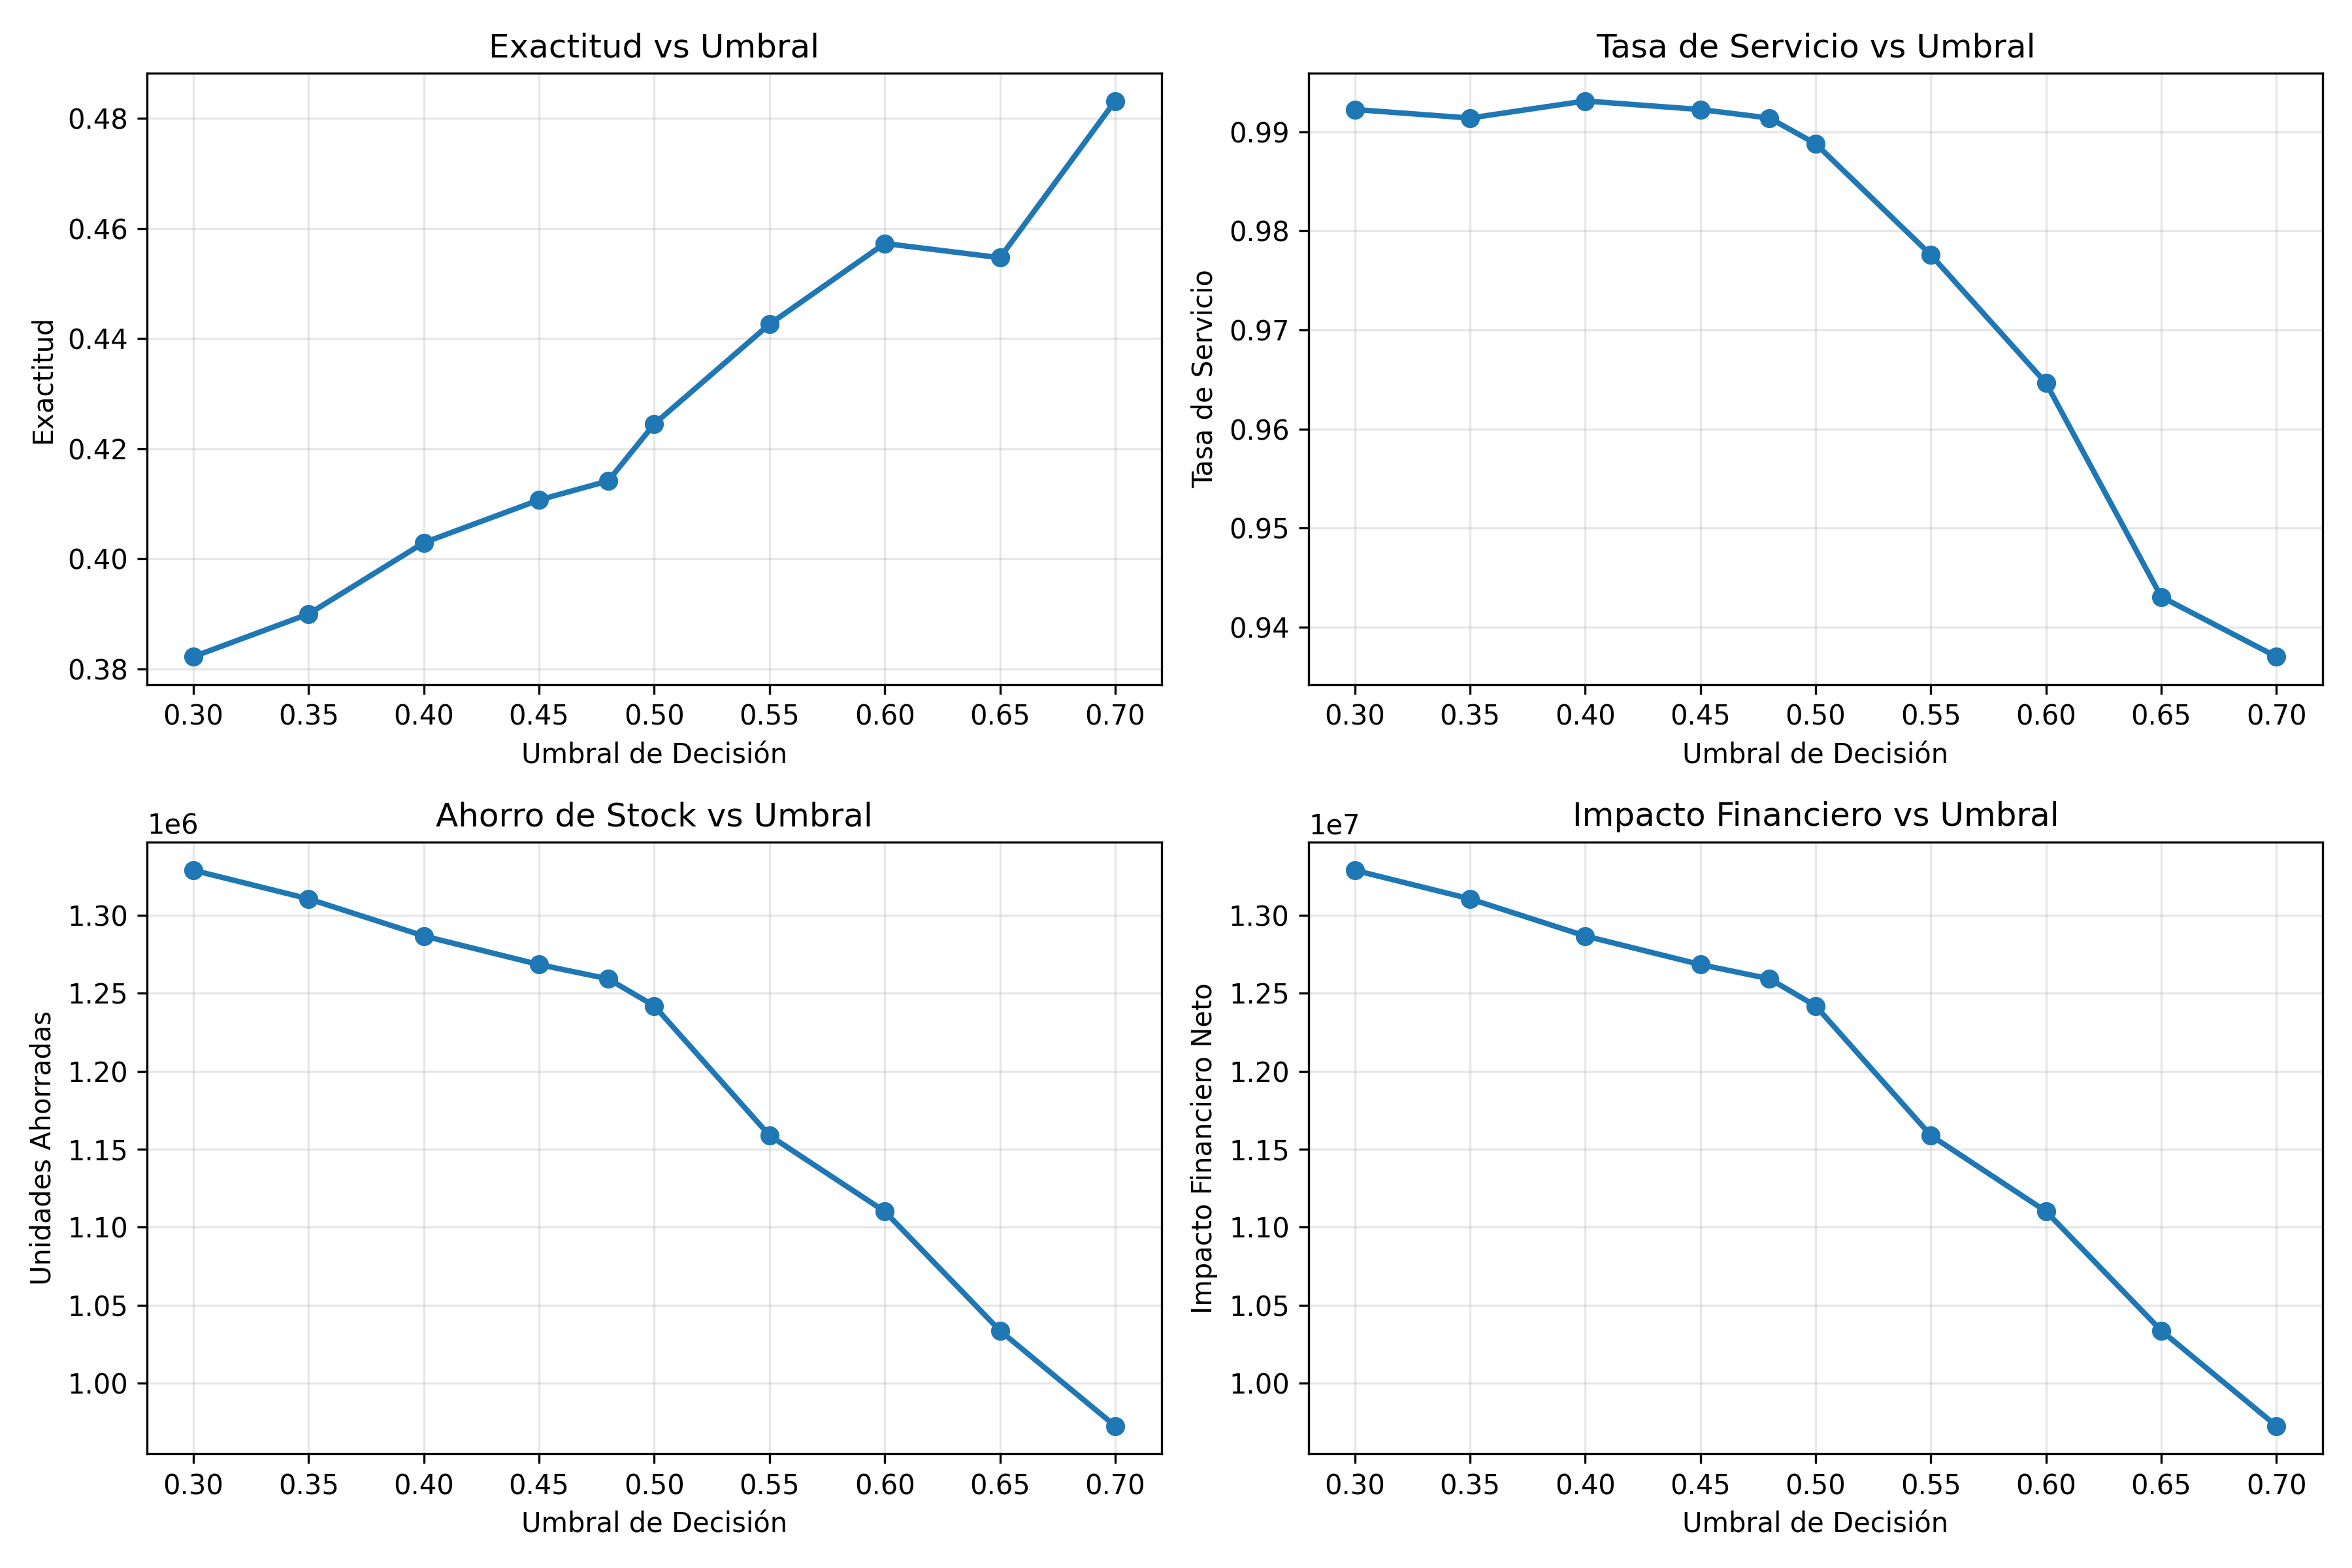 Exactitud vs Umbral
Exactitud
0.48
0.46
0.44
0.42
0.40
0.38
0.30 0.35 0.40 0.45 0.50 0.55 0.60 0.65 0.70
Umbral de Decisión
Tasa de Servicio vs Umbral
Tasa de Servicio
0.99
0.98
0.97
0.96
0.95
0.94
0.30 0.35 0.40 0.45 0.50 0.55 0.60 0.65 0.70
Umbral de Decisión
Ahorro de Stock vs Umbral
1e6
Unidades Ahorradas
1.30
1.25
1.20
1.15
1.10
1.05
1.00
0.30 0.35 0.40 0.45 0.50 0.55 0.60 0.65 0.70
Umbral de Decisión
Impacto Financiero vs Umbral
1e7
Impacto Financiero Neto
1.30
1.25
1.20
1.15
1.10
1.05
1.00
0.30 0.35 0.40 0.45 0.50 0.55 0.60 0.65 0.70
Umbral de Decisión